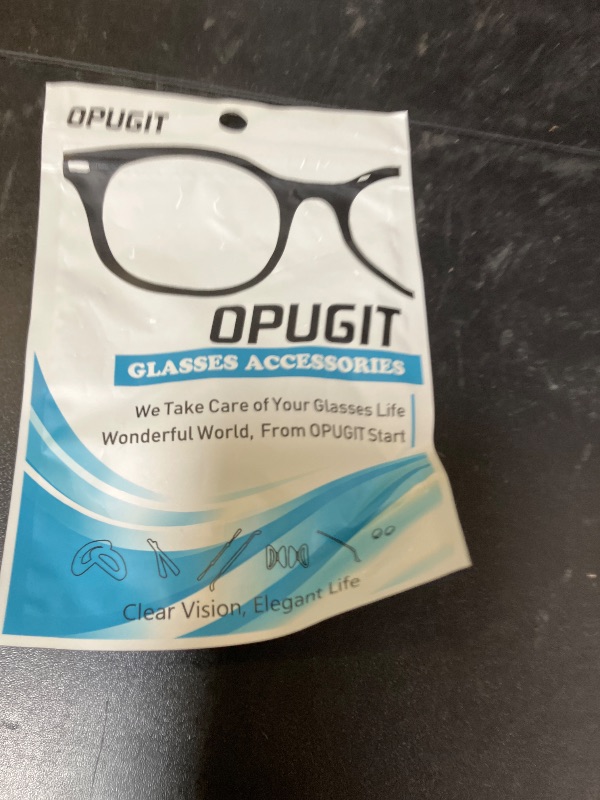 OPUGIT
OPUGIT
GLASSES ACCESSORIES
We Take Care of Your Glasses Life
Wonderful World, From OPUGIT Start
Clear Vision, Elegant Life